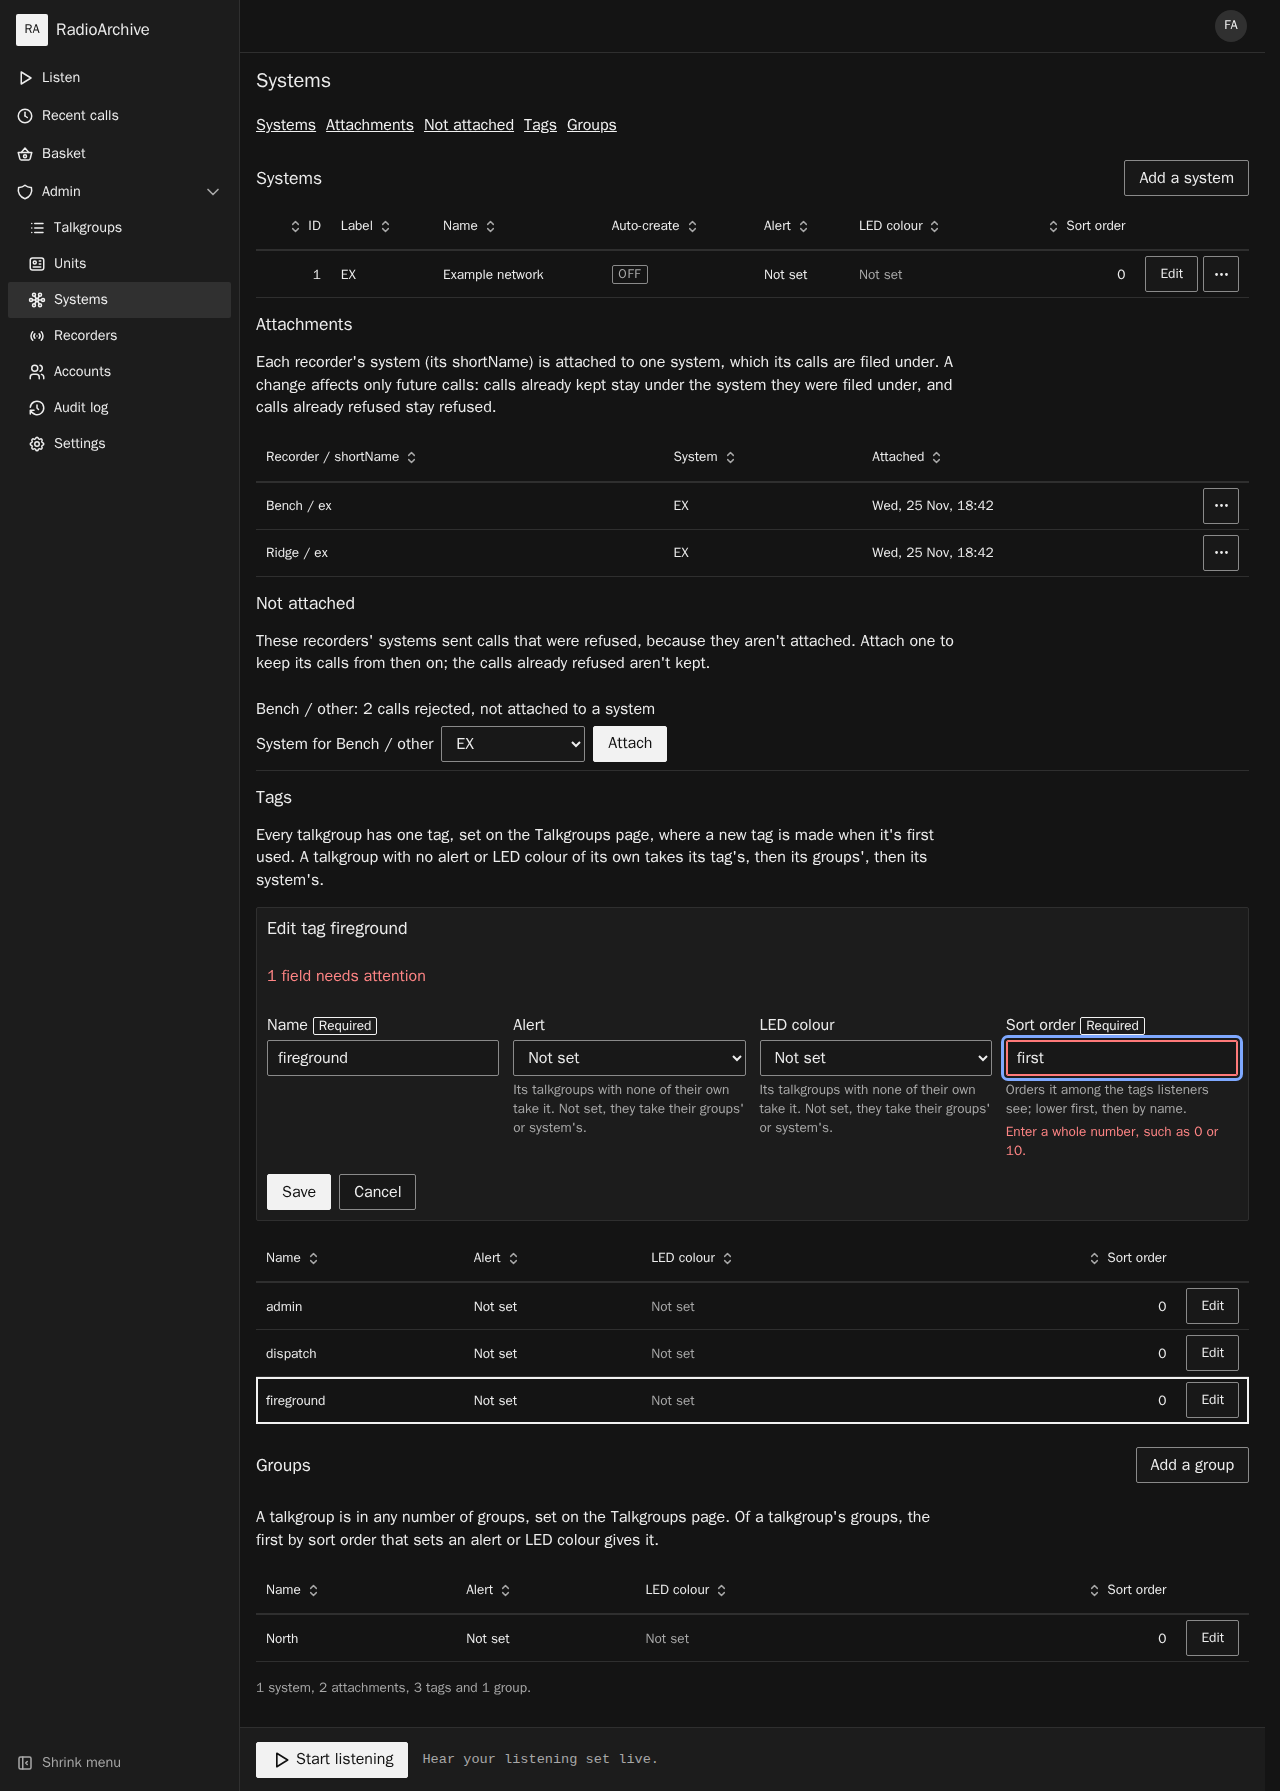 RA RadioArchive
FA
Listen
Recent calls
Basket
Admin
Talkgroups
Units
Systems
Recorders
Accounts
Audit log
Settings
Shrink menu
Systems
Systems Attachments Not attached Tags Groups
Systems
Add a system
ID Label Name Auto-create Alert LED colour Sort order
1 EX Example network OFF Not set Not set 0 Edit
Attachments
Each recorder's system (its shortName) is attached to one system, which its calls are filed under. A
change affects only future calls: calls already kept stay under the system they were filed under, and
calls already refused stay refused.
Recorder / shortName System Attached
Bench / ex EX Wed, 25 Nov, 18:42
Ridge / ex EX Wed, 25 Nov, 18:42
Not attached
These recorders' systems sent calls that were refused, because they aren't attached. Attach one to
keep its calls from then on; the calls already refused aren't kept.
Bench / other: 2 calls rejected, not attached to a system
System for Bench / other EX Attach
Tags
Every talkgroup has one tag, set on the Talkgroups page, where a new tag is made when it's first
used. A talkgroup with no alert or LED colour of its own takes its tag's, then its groups', then its
system's.
Edit tag fireground
1 field needs attention
Name Required
fireground
Alert
Not set
Its talkgroups with none of their own
take it. Not set, they take their groups'
or system's.
LED colour
Not set
Its talkgroups with none of their own
take it. Not set, they take their groups'
or system's.
Sort order Required
first
Orders it among the tags listeners
see; lower first, then by name.
Enter a whole number, such as 0 or
10.
Save Cancel
Name Alert LED colour Sort order
admin Not set Not set 0 Edit
dispatch Not set Not set 0 Edit
fireground Not set Not set 0 Edit
Groups
Add a group
A talkgroup is in any number of groups, set on the Talkgroups page. Of a talkgroup's groups, the
first by sort order that sets an alert or LED colour gives it.
Name Alert LED colour Sort order
North Not set Not set 0 Edit
1 system, 2 attachments, 3 tags and 1 group.
Start listening Hear your listening set live.